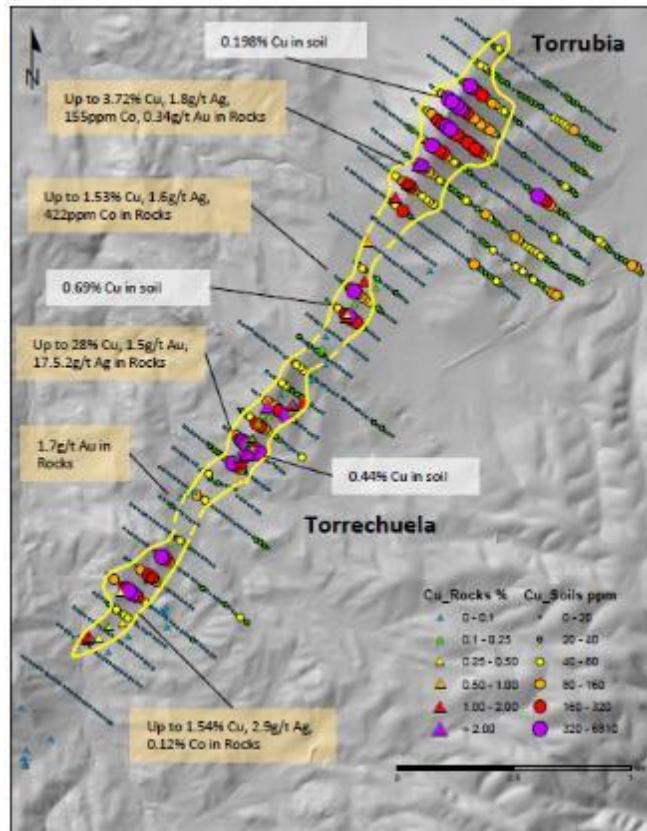 Torrubia
0.198% Cu in soil
N
Up to 3.72% Cu, 1.8g/t Ag,
155ppm Co, 0.34g/t Au in Rocks
Up to 1.53% Cu, 1.6g/t Ag,
422ppm Co in Rocks
0.69% Cu in soil
Up to 28% Cu, 1.5g/t Au,
17.5.2g/t Ag in Rocks
1.7g/t Au in
Rocks
0.44% Cu in soil
Torrechuela
Cu_Rocks % Cu_Soils ppm
0 - 0.1 0 - 20
0.1 - 0.25 20 - 40
0.25 - 0.50 40 - 80
0.50 - 1.00 80 - 160
1.00 - 2.00 160 - 320
2.00 320 - 6810
Up to 1.54% Cu, 2.9g/t Ag,
0.12% Co in Rocks
0 1